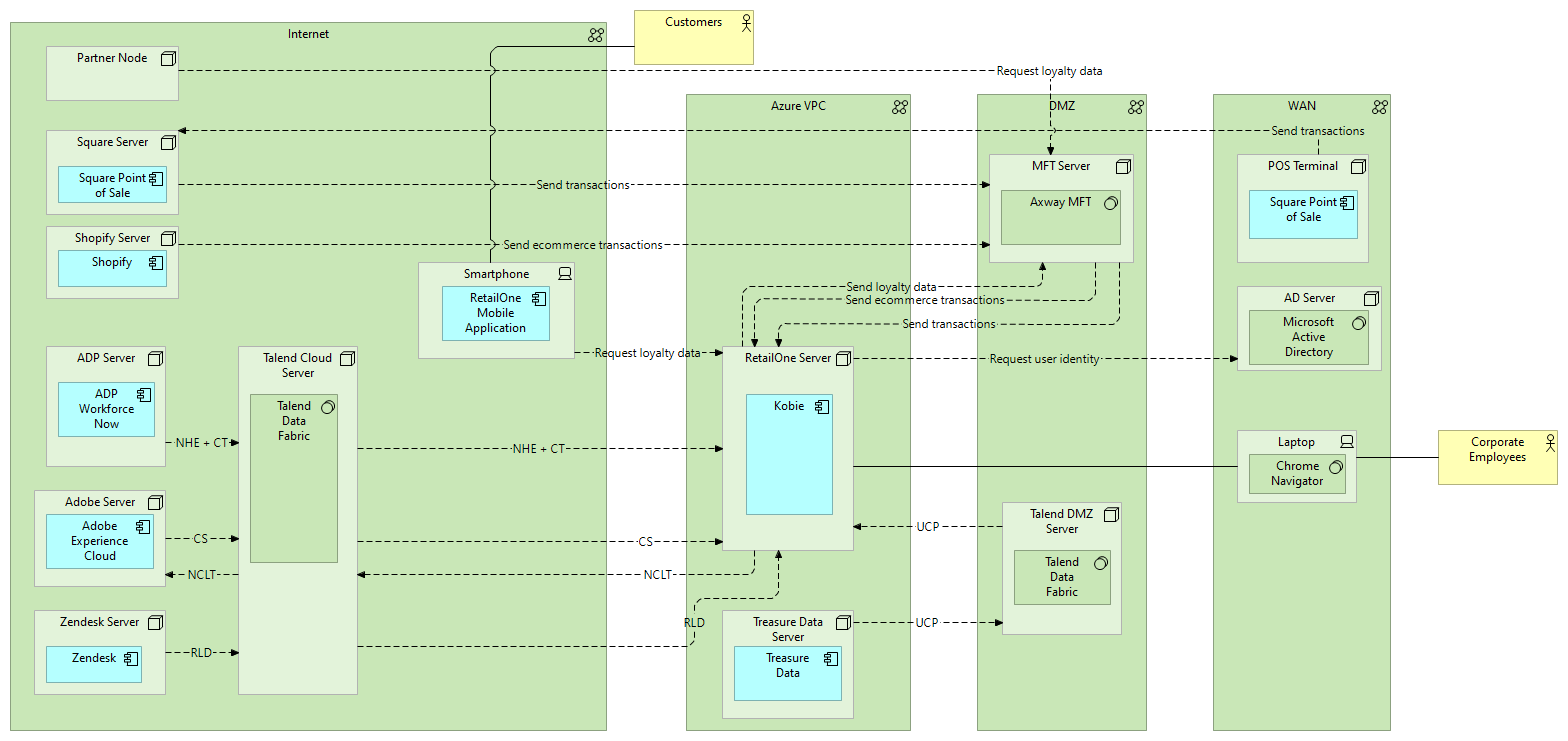 Customers
Internet
Partner Node
Request loyalty data
Azure VPC
DMZ
WAN
Send transactions
Square Server
Square Point
of Sale
Send transactions
MFT Server
Axway MFT
POS Terminal
Square Point
of Sale
Shopify Server
Shopify
Send ecommerce transactions
Smartphone
RetailOne
Mobile
Application
Send loyalty data
Send ecommerce transactions
Send transactions
AD Server
Microsoft
Active
Directory
Request loyalty data
RetailOne Server
Kobie
Request user identity
ADP Server
ADP
Workforce
Now
NHE + CT
Talend Cloud
Server
Talend
Data
Fabric
NHE + CT
Laptop
Chrome
Navigator
Corporate
Employees
Adobe Server
Adobe
Experience
Cloud
CS
NCLT
CS
NCLT
UCP
Talend DMZ
Server
Talend
Data
Fabric
Zendesk Server
Zendesk
RLD
RLD
Treasure Data
Server
Treasure
Data
UCP